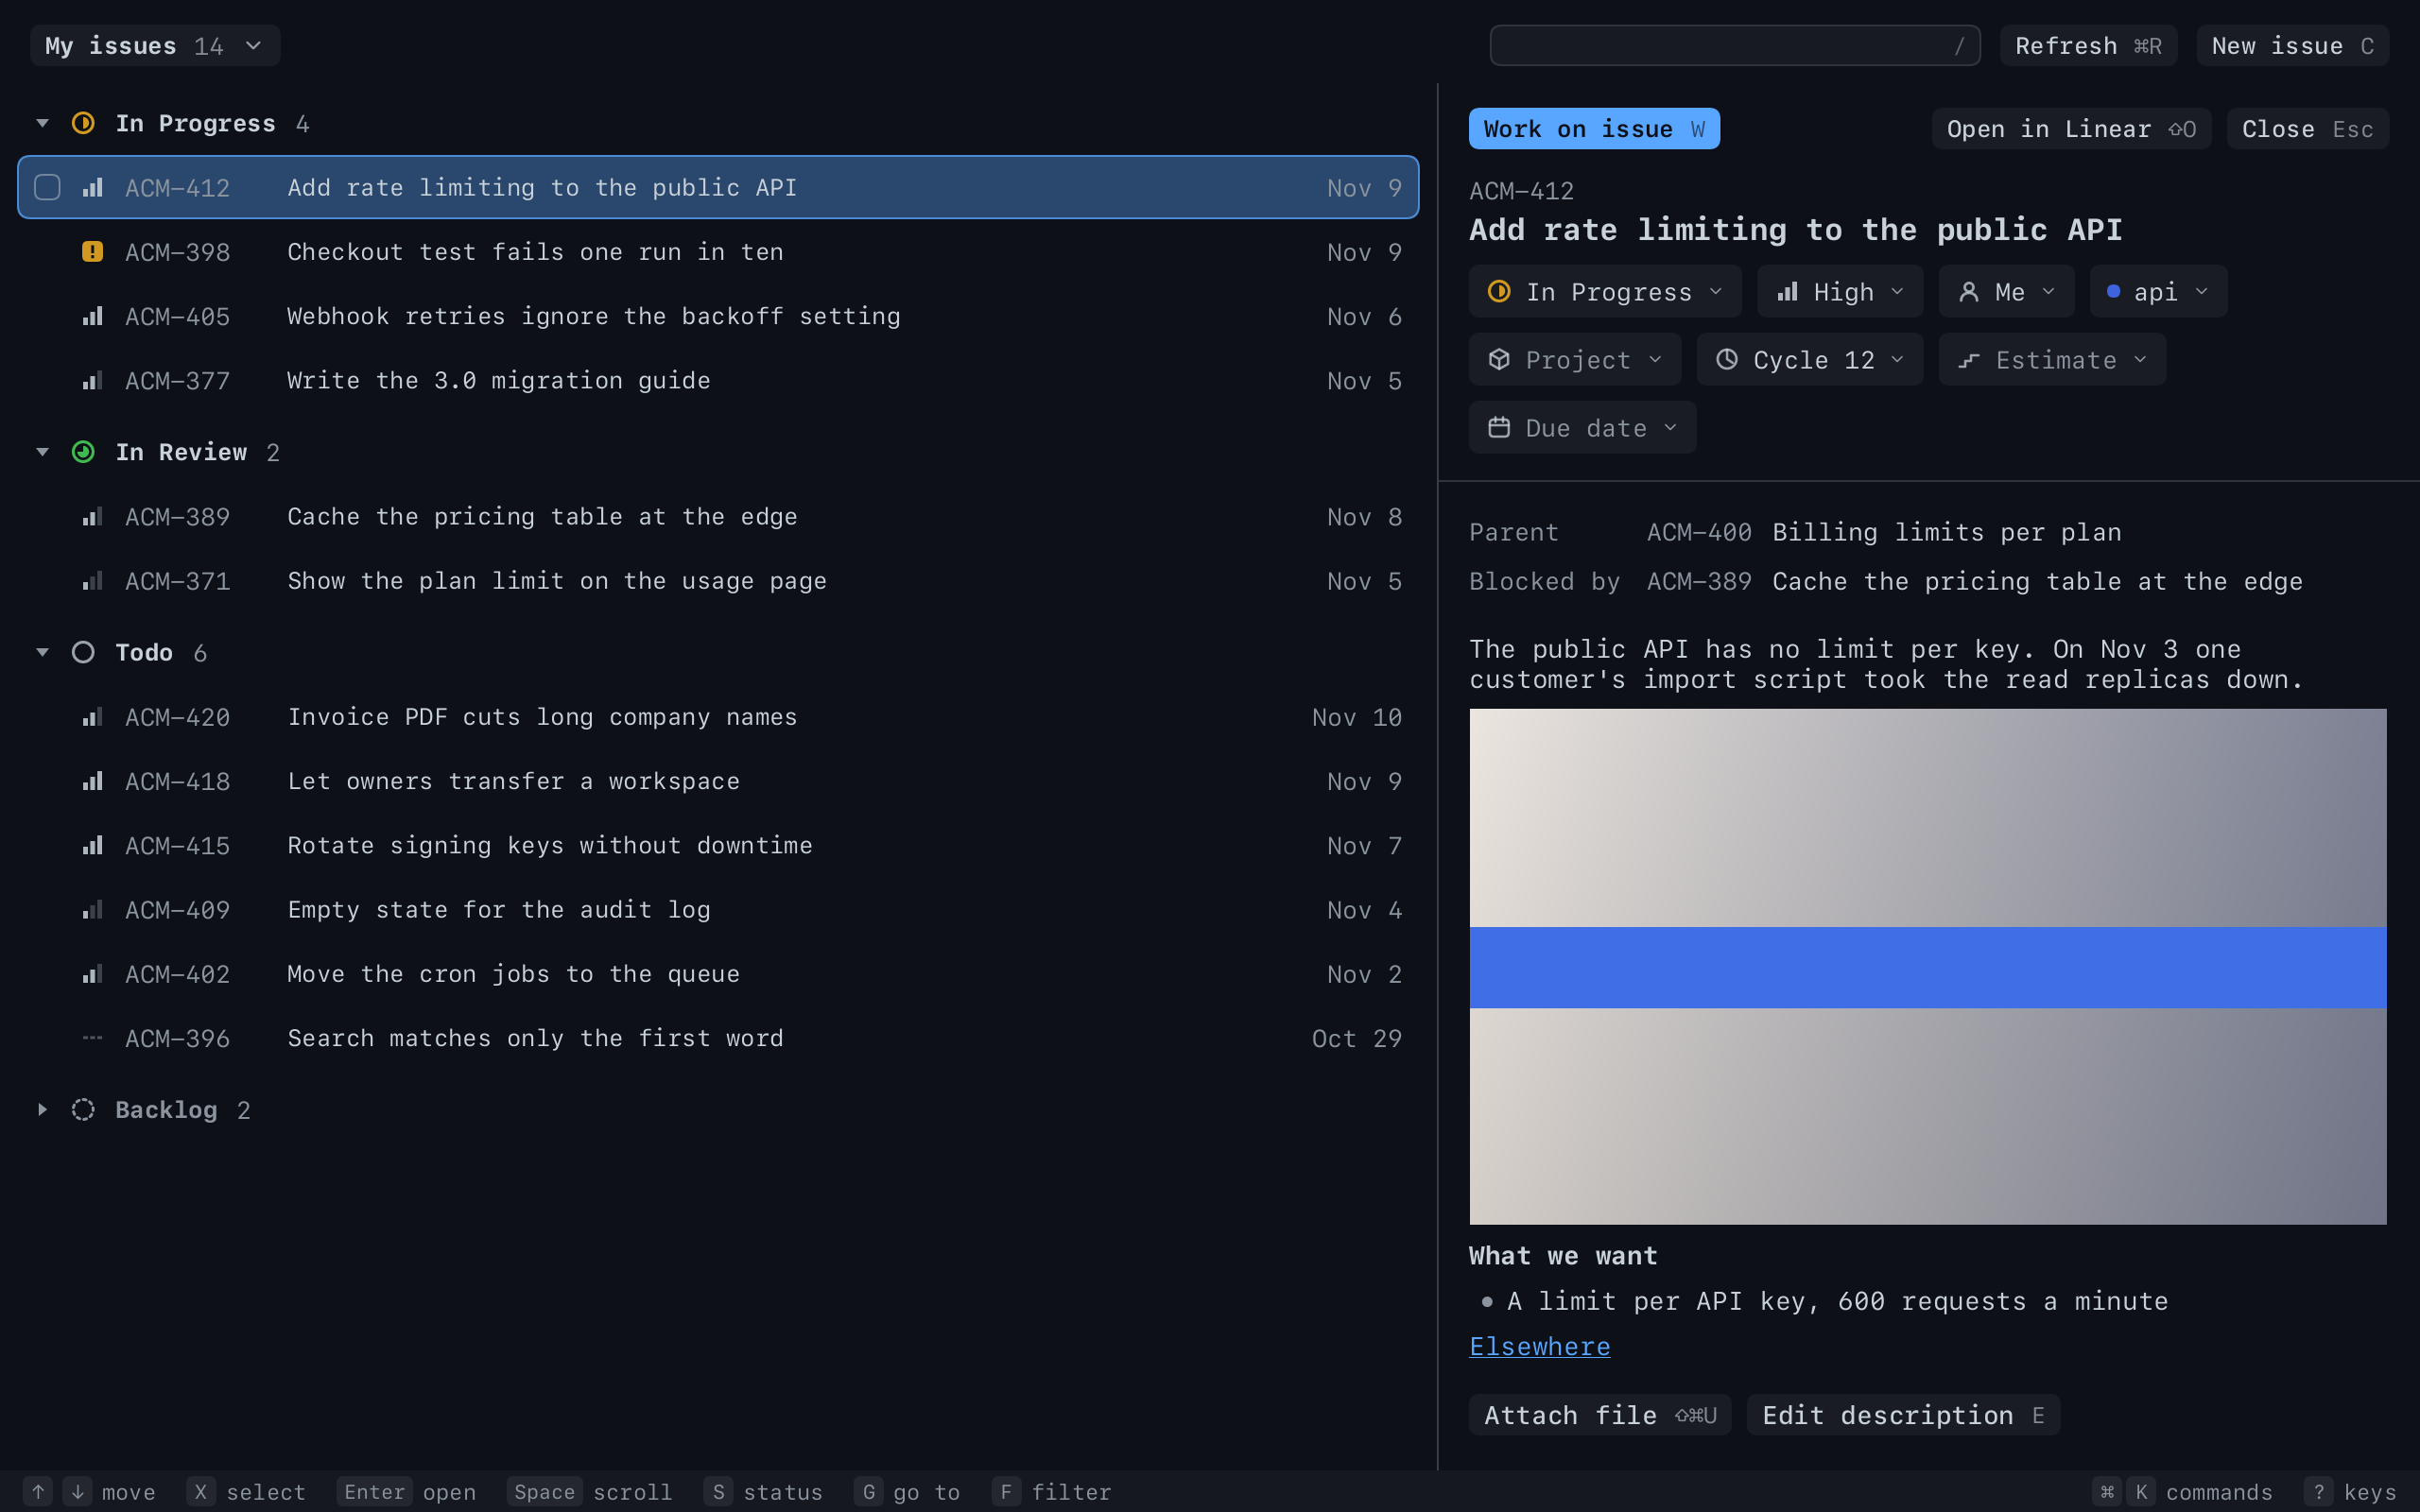 My issues 14
/
Refresh ⌘R
New issue C
In Progress 4
ACM-412 Add rate limiting to the public API Nov 9
ACM-398 Checkout test fails one run in ten Nov 9
ACM-405 Webhook retries ignore the backoff setting Nov 6
ACM-377 Write the 3.0 migration guide Nov 5
In Review 2
ACM-389 Cache the pricing table at the edge Nov 8
ACM-371 Show the plan limit on the usage page Nov 5
Todo 6
ACM-420 Invoice PDF cuts long company names Nov 10
ACM-418 Let owners transfer a workspace Nov 9
ACM-415 Rotate signing keys without downtime Nov 7
ACM-409 Empty state for the audit log Nov 4
ACM-402 Move the cron jobs to the queue Nov 2
ACM-396 Search matches only the first word Oct 29
Backlog 2
Work on issue W
Open in Linear ⇧O
Close Esc
ACM-412
Add rate limiting to the public API
In Progress High Me api
Project Cycle 12 Estimate
Due date
Parent ACM-400 Billing limits per plan
Blocked by ACM-389 Cache the pricing table at the edge
The public API has no limit per key. On Nov 3 one
customer's import script took the read replicas down.
What we want
• A limit per API key, 600 requests a minute
Elsewhere
Attach file ⇧⌘U
Edit description E
↑ ↓ move X select Enter open Space scroll S status G go to F filter
⌘ K commands ? keys